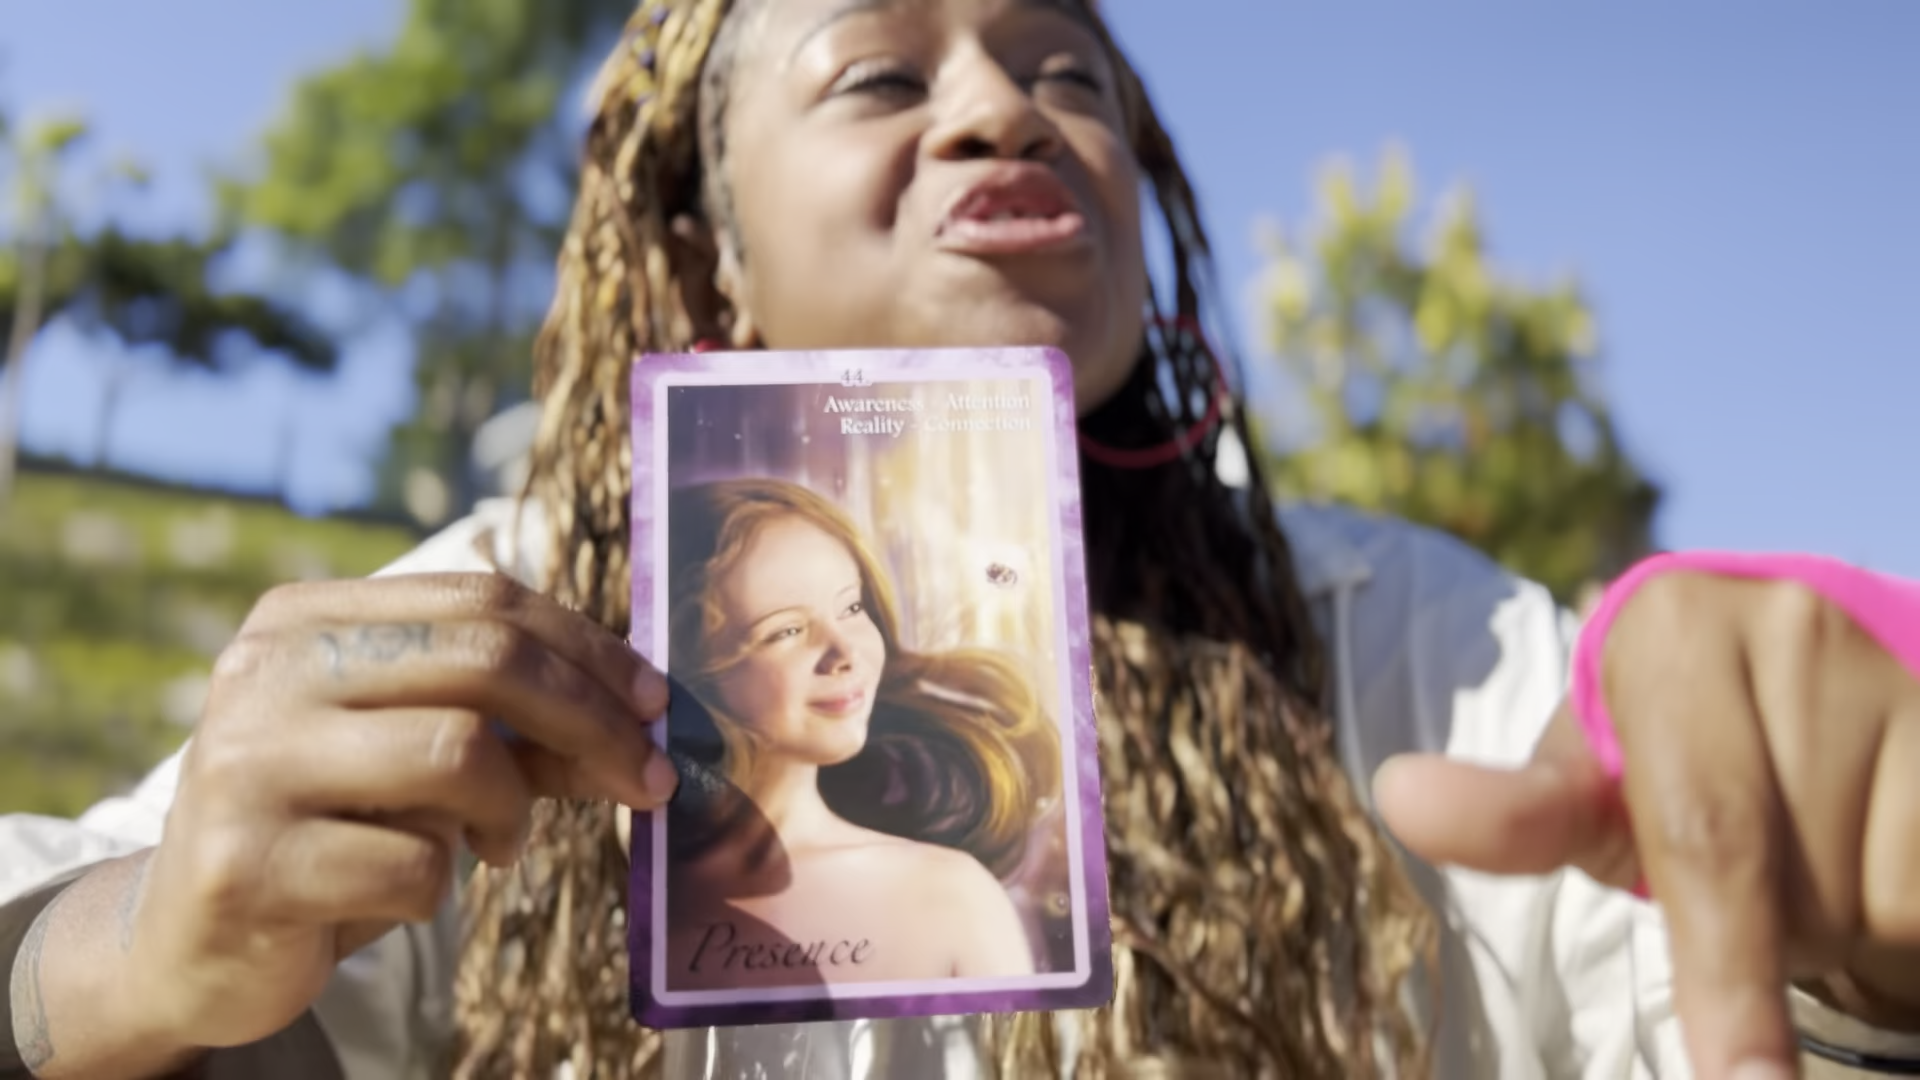 44.
Awareness - Attention
Reality - Connection
Presence